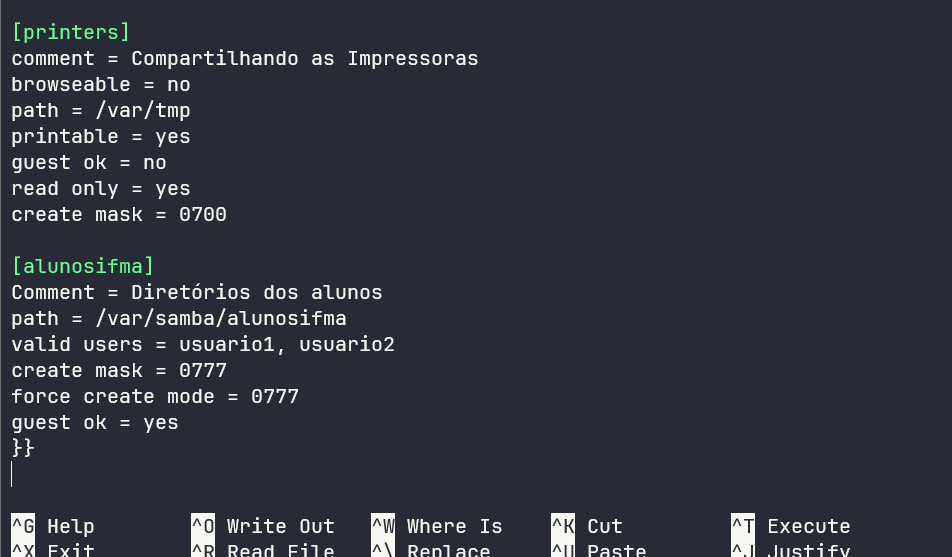 [printers]
comment = Compartilhando as Impressoras
browseable = no
path = /var/tmp
printable = yes
guest ok = no
read only = yes
create mask = 0700
[alunosifma]
Comment = Diretórios dos alunos
path = /var/samba/alunosifma
valid users = usuario1, usuario2
create mask = 0777
force create mode = 0777
guest ok = yes
}}
^G Help ^O Write Out ^W Where Is ^K Cut ^T Execute
^X Exit ^R Read File ^\ Replace ^U Paste ^J Justify